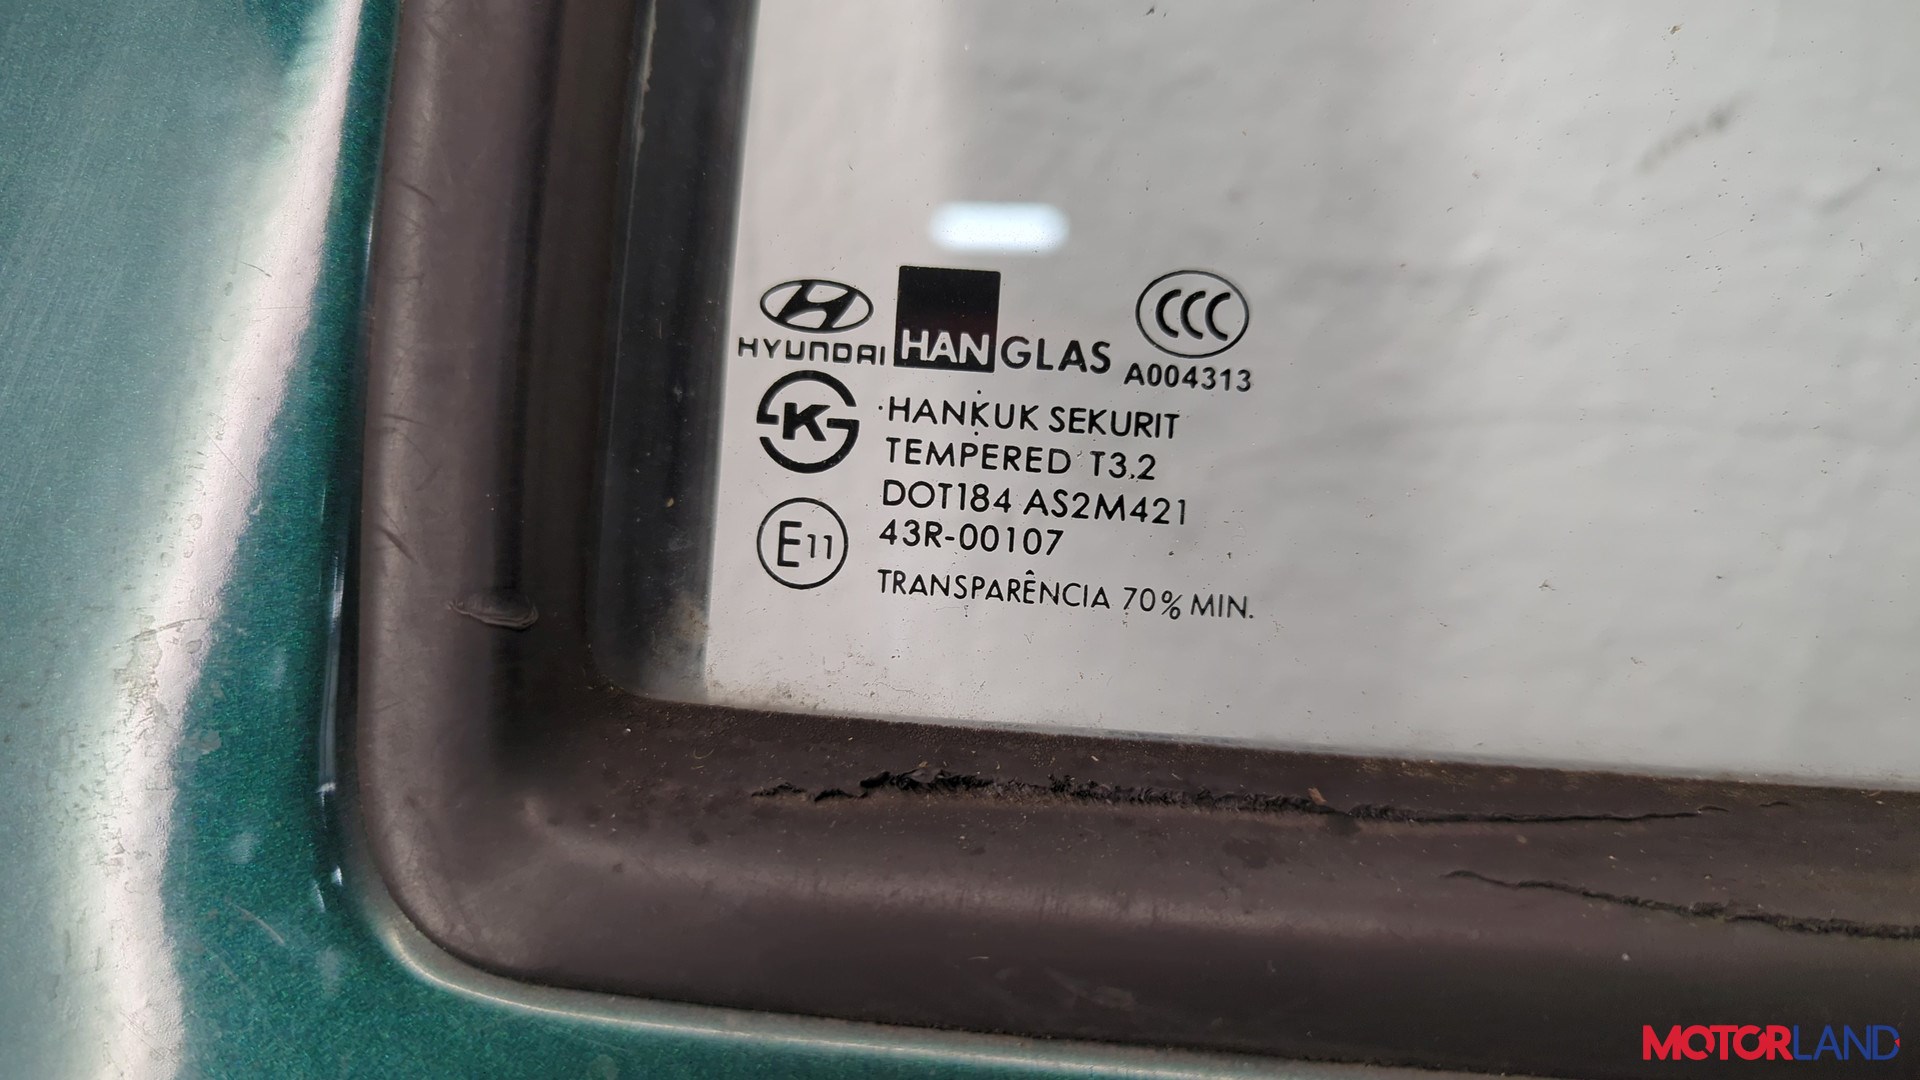 HYUNDAI HANGLAS CCC
A004313
K
HANKUK SEKURIT
TEMPERED T3.2
DOT184 AS2M421
E11 43R-00107
TRANSPARÊNCIA 70% MIN.
MOTORLAND